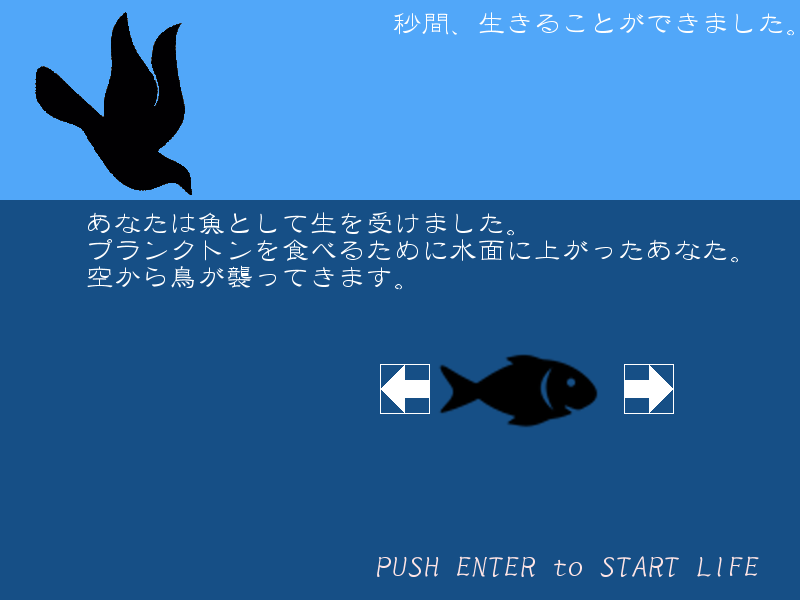 秒間、生きることができました。
あなたは魚として生を受けました。
プランクトンを食べるために水面に上がったあなた。
空から鳥が襲ってきます。
PUSH ENTER to START LIFE